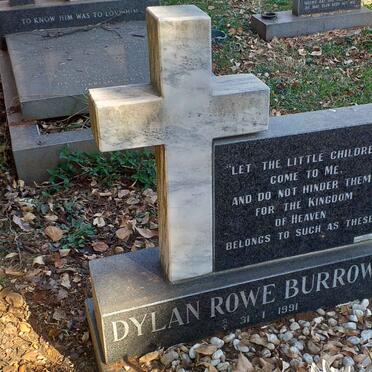 TO KNOW HIM WAS TO LOVE HIM
"LET THE LITTLE CHILDRE
COME TO ME,
AND DO NOT HINDER THEM
FOR THE KINGDOM
OF HEAVEN
BELONGS TO SUCH AS THESE
DYLAN ROWE BURROW
31 · 1 · 1991